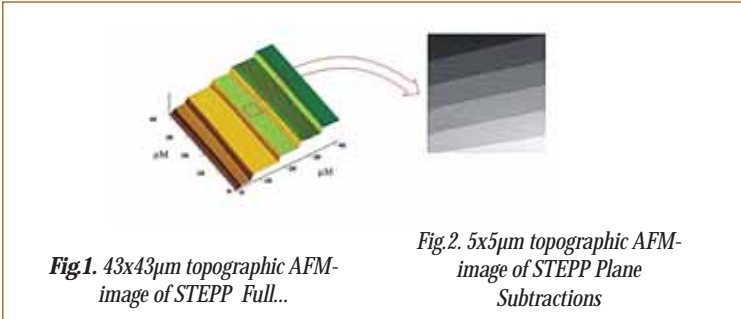 µM
µM
Fig.1. 43x43µm topographic AFM-
image of STEPP Full...
Fig.2. 5x5µm topographic AFM-
image of STEPP Plane
Subtractions